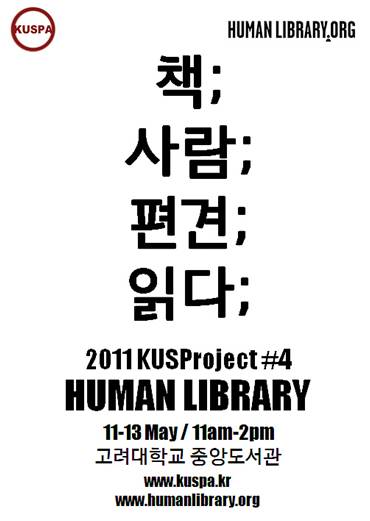 KUSPA
HUMAN LIBRARY.ORG
책;
사람;
편견;
읽다;
2011 KUSProject #4
HUMAN LIBRARY
11-13 May / 11am-2pm
고려대학교 중앙도서관
www.kuspa.kr
www.humanlibrary.org